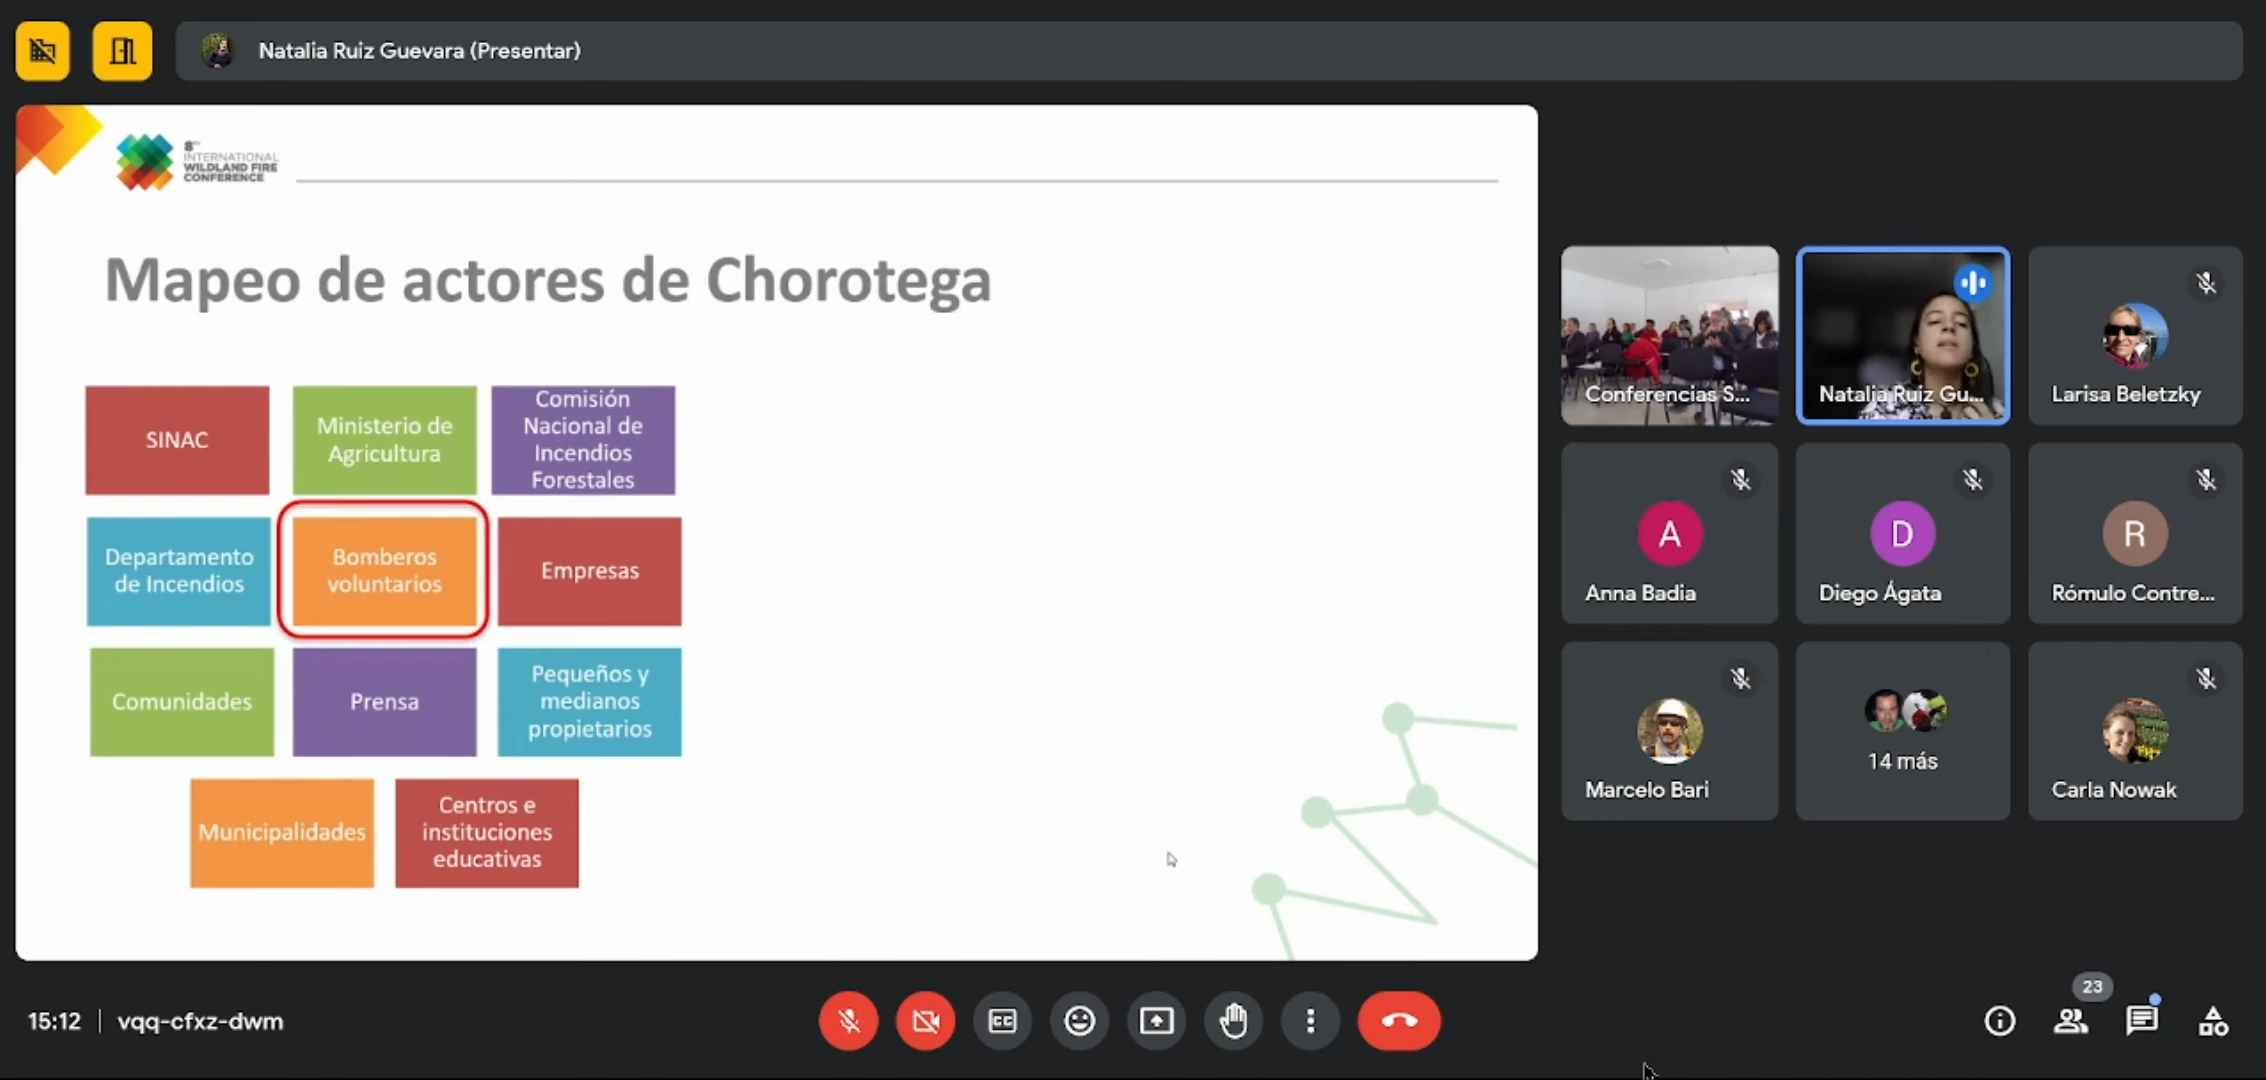 Natalia Ruiz Guevara (Presentar)
8TH
INTERNATIONAL
WILDLAND FIRE
CONFERENCE
Mapeo de actores de Chorotega
SINAC
Ministerio de
Agricultura
Comisión
Nacional de
Incendios
Forestales
Departamento
de Incendios
Bomberos
voluntarios
Empresas
Comunidades
Prensa
Pequeños y
medianos
propietarios
Municipalidades
Centros e
instituciones
educativas
Conferencias S...
Natalia Ruiz Gu...
Larisa Beletzky
A
Anna Badia
D
Diego Ágata
R
Rómulo Contre...
Marcelo Bari
14 más
Carla Nowak
15:12 | vqq-cfxz-dwm
CC
23